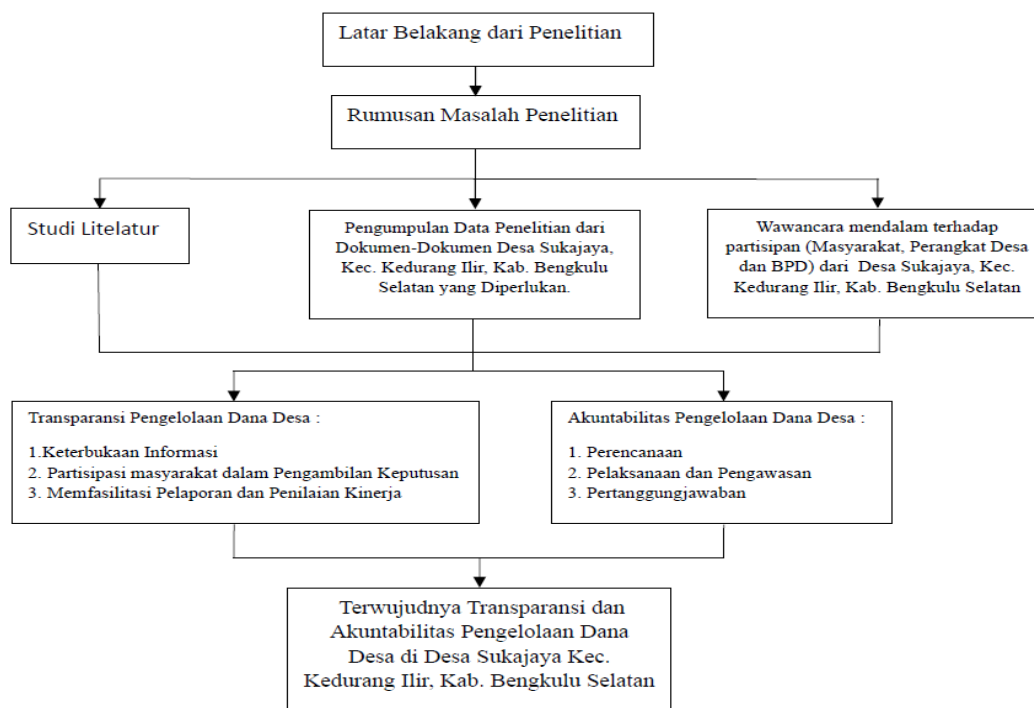 Latar Belakang dari Penelitian
Rumusan Masalah Penelitian
Studi Litelatur
Pengumpulan Data Penelitian dari
Dokumen-Dokumen Desa Sukajaya,
Kec. Kedurang Ilir, Kab. Bengkulu
Selatan yang Diperlukan.
Wawancara mendalam terhadap
partisipan (Masyarakat, Perangkat Desa
dan BPD) dari Desa Sukajaya, Kec.
Kedurang Ilir, Kab. Bengkulu Selatan
Transparansi Pengelolaan Dana Desa :
1.Keterbukaan Informasi
2. Partisipasi masyarakat dalam Pengambilan Keputusan
3. Memfasilitasi Pelaporan dan Penilaian Kinerja
Akuntabilitas Pengelolaan Dana Desa :
1. Perencanaan
2. Pelaksanaan dan Pengawasan
3. Pertanggungjawaban
Terwujudnya Transparansi dan
Akuntabilitas Pengelolaan Dana
Desa di Desa Sukajaya Kec.
Kedurang Ilir, Kab. Bengkulu Selatan